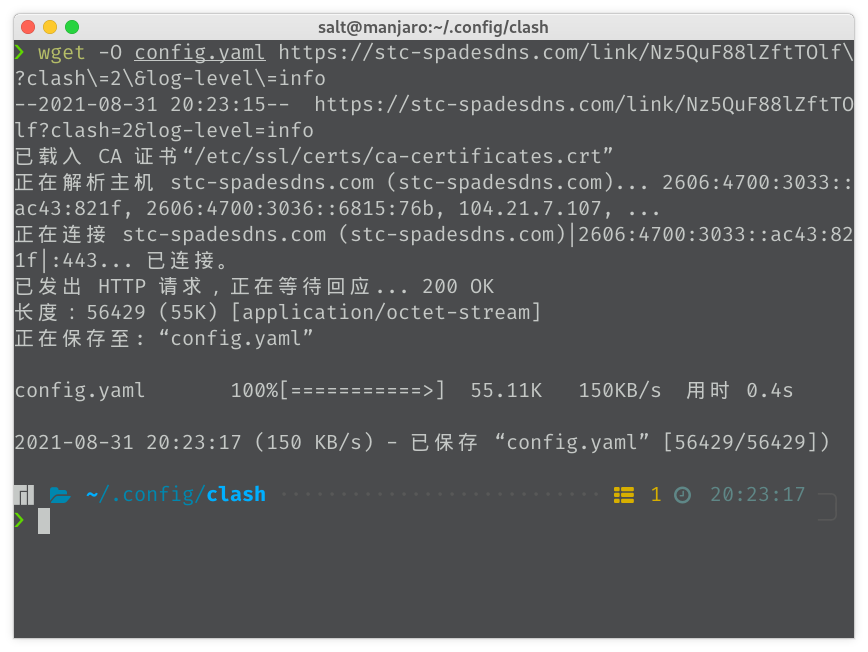 salt@manjaro:~/.config/clash
❯ wget -O config.yaml https://stc-spadesdns.com/link/Nz5QuF88lZftTOlf\
?clash\=2\&log-level\=info
--2021-08-31 20:23:15--  https://stc-spadesdns.com/link/Nz5QuF88lZftTO
lf?clash=2&log-level=info
已载入 CA 证书“/etc/ssl/certs/ca-certificates.crt”
正在解析主机 stc-spadesdns.com (stc-spadesdns.com)... 2606:4700:3033::
ac43:821f, 2606:4700:3036::6815:76b, 104.21.7.107, ...
正在连接 stc-spadesdns.com (stc-spadesdns.com)|2606:4700:3033::ac43:82
1f|:443... 已连接。
已发出 HTTP 请求，正在等待回应... 200 OK
长度：56429 (55K) [application/octet-stream]
正在保存至: “config.yaml”
config.yaml       100%[===========>]  55.11K   150KB/s  用时 0.4s
2021-08-31 20:23:17 (150 KB/s) - 已保存 “config.yaml” [56429/56429])
~/.config/clash 1 20:23:17
❯